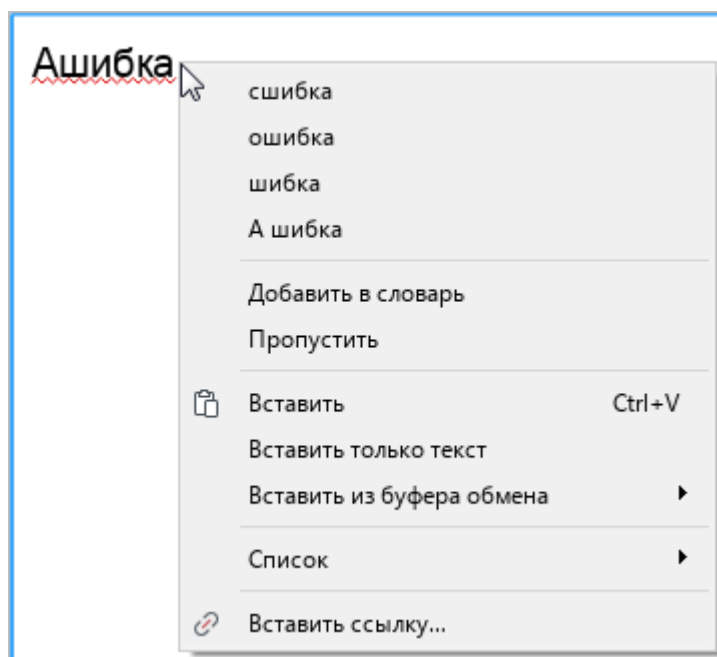 Ашибка
сшибка
ошибка
шибка
А шибка
Добавить в словарь
Пропустить
Вставить Ctrl+V
Вставить только текст
Вставить из буфера обмена
Список
Вставить ссылку...